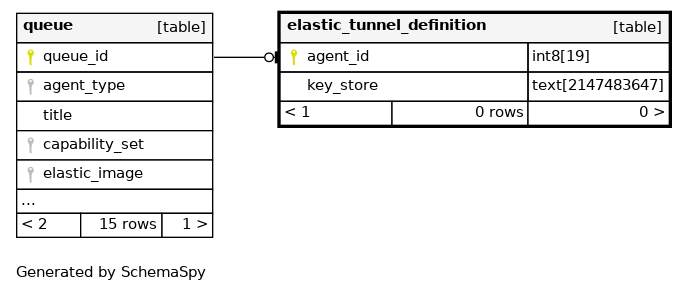 queue [table]
queue_id
agent_type
title
capability_set
elastic_image
...
< 2 15 rows 1 >
elastic_tunnel_definition [table]
agent_id int8[19]
key_store text[2147483647]
< 1 0 rows 0 >
Generated by SchemaSpy